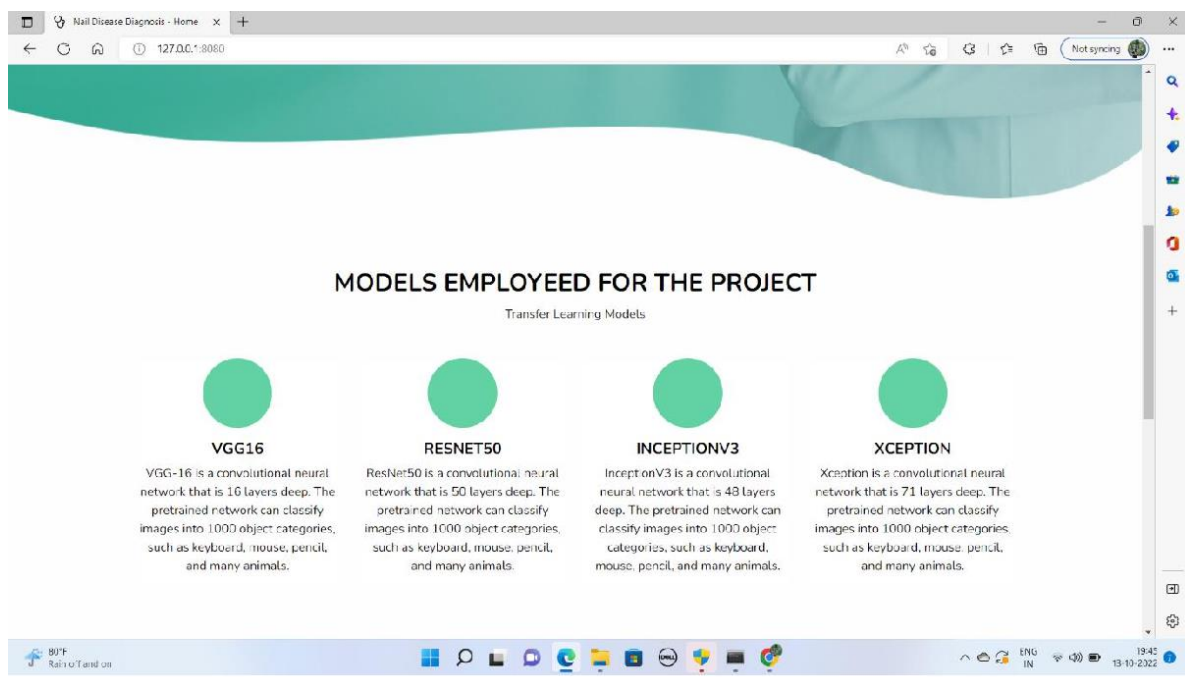 Nail Disease Diagnosis - Home
127.0.0.1:8080
Not syncing
MODELS EMPLOYEED FOR THE PROJECT
Transfer Learning Models
VGG16
VGG-16 is a convolutional neural
network that is 16 layers deep. The
pretrained network can classify
images into 1000 object categories,
such as keyboard, mouse, pencil,
and many animals.
RESNET50
ResNet50 is a convolutional neural
network that is 50 layers deep. The
pretrained network can classify
images into 1000 object categories,
such as keyboard, mouse, pencil,
and many animals.
INCEPTIONV3
InceptionV3 is a convolutional
neural network that is 48 layers
deep. The pretrained network can
classify images into 1000 object
categories, such as keyboard,
mouse, pencil, and many animals.
XCEPTION
Xception is a convolutional neural
network that is 71 layers deep. The
pretrained network can classify
images into 1000 object categories,
such as keyboard, mouse, pencil,
and many animals.
80°F
Rain off and on
DELL
ENG
IN
19:45
13-10-2022